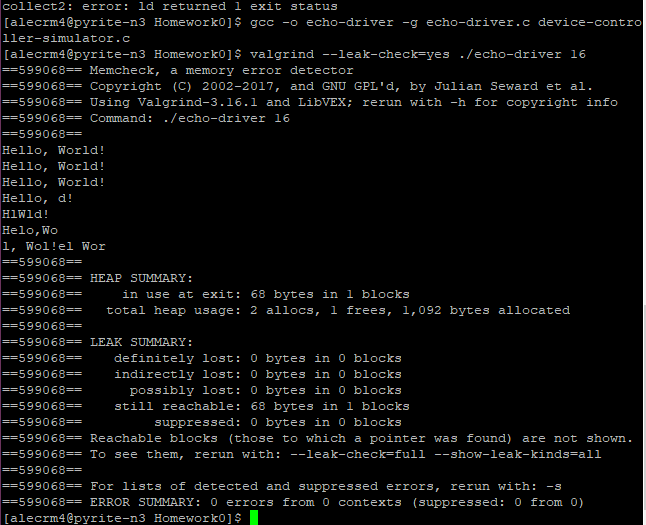 collect2: error: ld returned 1 exit status
[alecrm4@pyrite-n3 Homework0]$ gcc -o echo-driver -g echo-driver.c device-contro
ller-simulator.c
[alecrm4@pyrite-n3 Homework0]$ valgrind --leak-check=yes ./echo-driver 16
==599068== Memcheck, a memory error detector
==599068== Copyright (C) 2002-2017, and GNU GPL'd, by Julian Seward et al.
==599068== Using Valgrind-3.16.1 and LibVEX; rerun with -h for copyright info
==599068== Command: ./echo-driver 16
==599068==
Hello, World!
Hello, World!
Hello, World!
Hello, d!
HlWld!
Helo,Wo
l, Wol!el Wor
==599068==
==599068== HEAP SUMMARY:
==599068==     in use at exit: 68 bytes in 1 blocks
==599068==   total heap usage: 2 allocs, 1 frees, 1,092 bytes allocated
==599068==
==599068== LEAK SUMMARY:
==599068==    definitely lost: 0 bytes in 0 blocks
==599068==    indirectly lost: 0 bytes in 0 blocks
==599068==      possibly lost: 0 bytes in 0 blocks
==599068==    still reachable: 68 bytes in 1 blocks
==599068==         suppressed: 0 bytes in 0 blocks
==599068== Reachable blocks (those to which a pointer was found) are not shown.
==599068== To see them, rerun with: --leak-check=full --show-leak-kinds=all
==599068==
==599068== For lists of detected and suppressed errors, rerun with: -s
==599068== ERROR SUMMARY: 0 errors from 0 contexts (suppressed: 0 from 0)
[alecrm4@pyrite-n3 Homework0]$